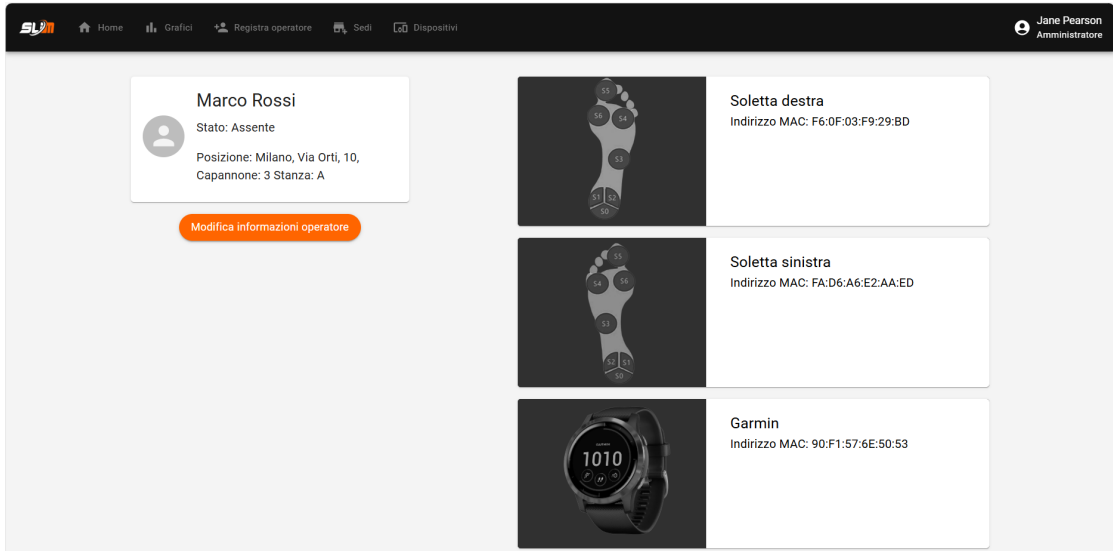 SLIM
Home
Grafici
Registra operatore
Sedi
Dispositivi
Jane Pearson
Amministratore
Marco Rossi
Stato: Assente
Posizione: Milano, Via Orti, 10,
Capannone: 3 Stanza: A
Modifica informazioni operatore
S5
S6
S4
S3
S1
S2
S0
Soletta destra
Indirizzo MAC: F6:0F:03:F9:29:BD
S5
S4
S6
S3
S2
S1
S0
Soletta sinistra
Indirizzo MAC: FA:D6:A6:E2:AA:ED
GARMIN
1010
Garmin
Indirizzo MAC: 90:F1:57:6E:50:53